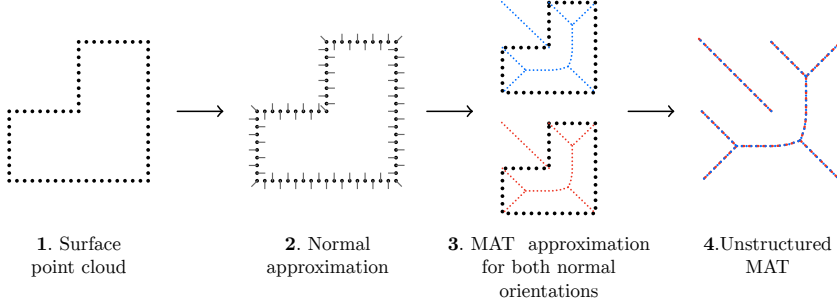 1. Surface
point cloud
2. Normal
approximation
3. MAT approximation
for both normal
orientations
4.Unstructured
MAT